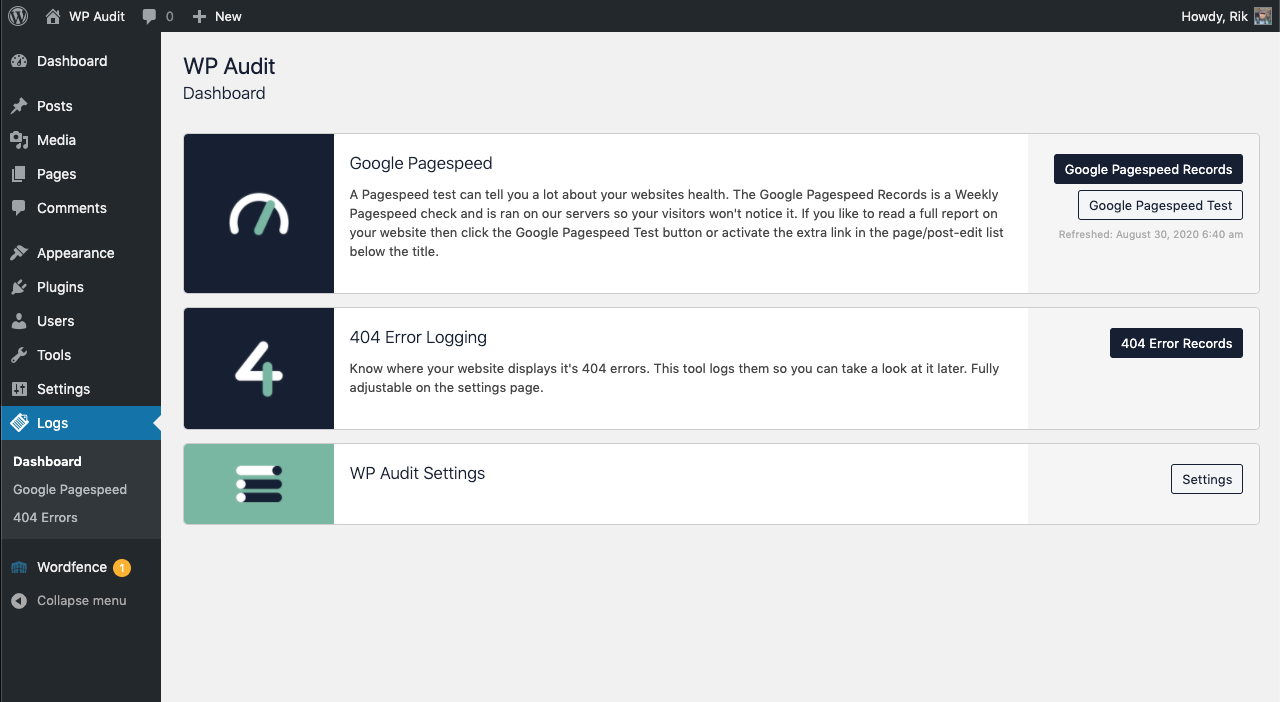 WP Audit
0
New
Howdy, Rik
Dashboard
Posts
Media
Pages
Comments
Appearance
Plugins
Users
Tools
Settings
Logs
Dashboard
Google Pagespeed
404 Errors
Wordfence 1
Collapse menu
WP Audit
Dashboard
Google Pagespeed
A Pagespeed test can tell you a lot about your websites health. The Google Pagespeed Records is a Weekly
Pagespeed check and is ran on our servers so your visitors won't notice it. If you like to read a full report on
your website then click the Google Pagespeed Test button or activate the extra link in the page/post-edit list
below the title.
Google Pagespeed Records
Google Pagespeed Test
Refreshed: August 30, 2020 6:40 am
4
404 Error Logging
Know where your website displays it's 404 errors. This tool logs them so you can take a look at it later. Fully
adjustable on the settings page.
404 Error Records
WP Audit Settings
Settings